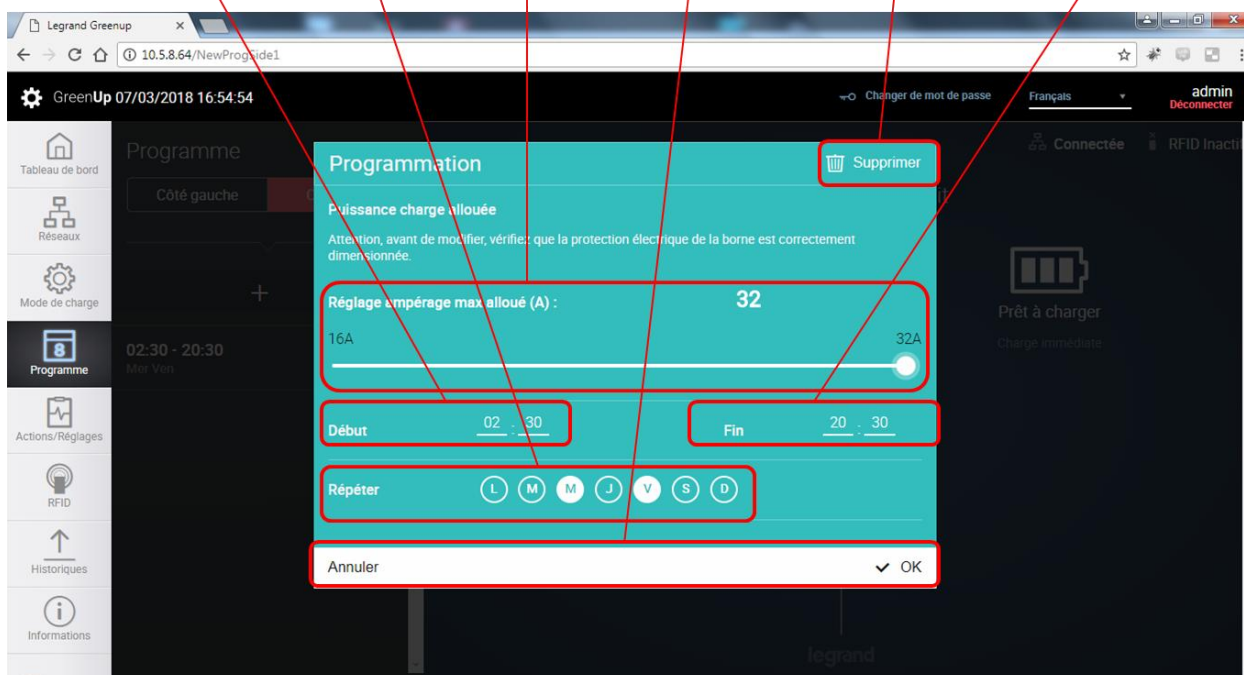 Legrand Greenup
10.5.8.64/NewProgSide1
GreenUp 07/03/2018 16:54:54
Changer de mot de passe
Français
admin
Déconnecter
Tableau de bord
Réseaux
Mode de charge
8
Programme
Actions/Réglages
RFID
Historiques
Informations
Programme
Côté gauche
02:30 - 20:30
Mer Ven
Connectée
RFID Inactif
Prêt à charger
Charge immédiate
legrand
Programmation
Supprimer
Puissance charge allouée
Attention, avant de modifier, vérifiez que la protection électrique de la borne est correctement
dimensionnée.
Réglage ampérage max alloué (A) : 32
16A 32A
Début 02 : 30 Fin 20 : 30
Répéter L M M J V S D
Annuler OK